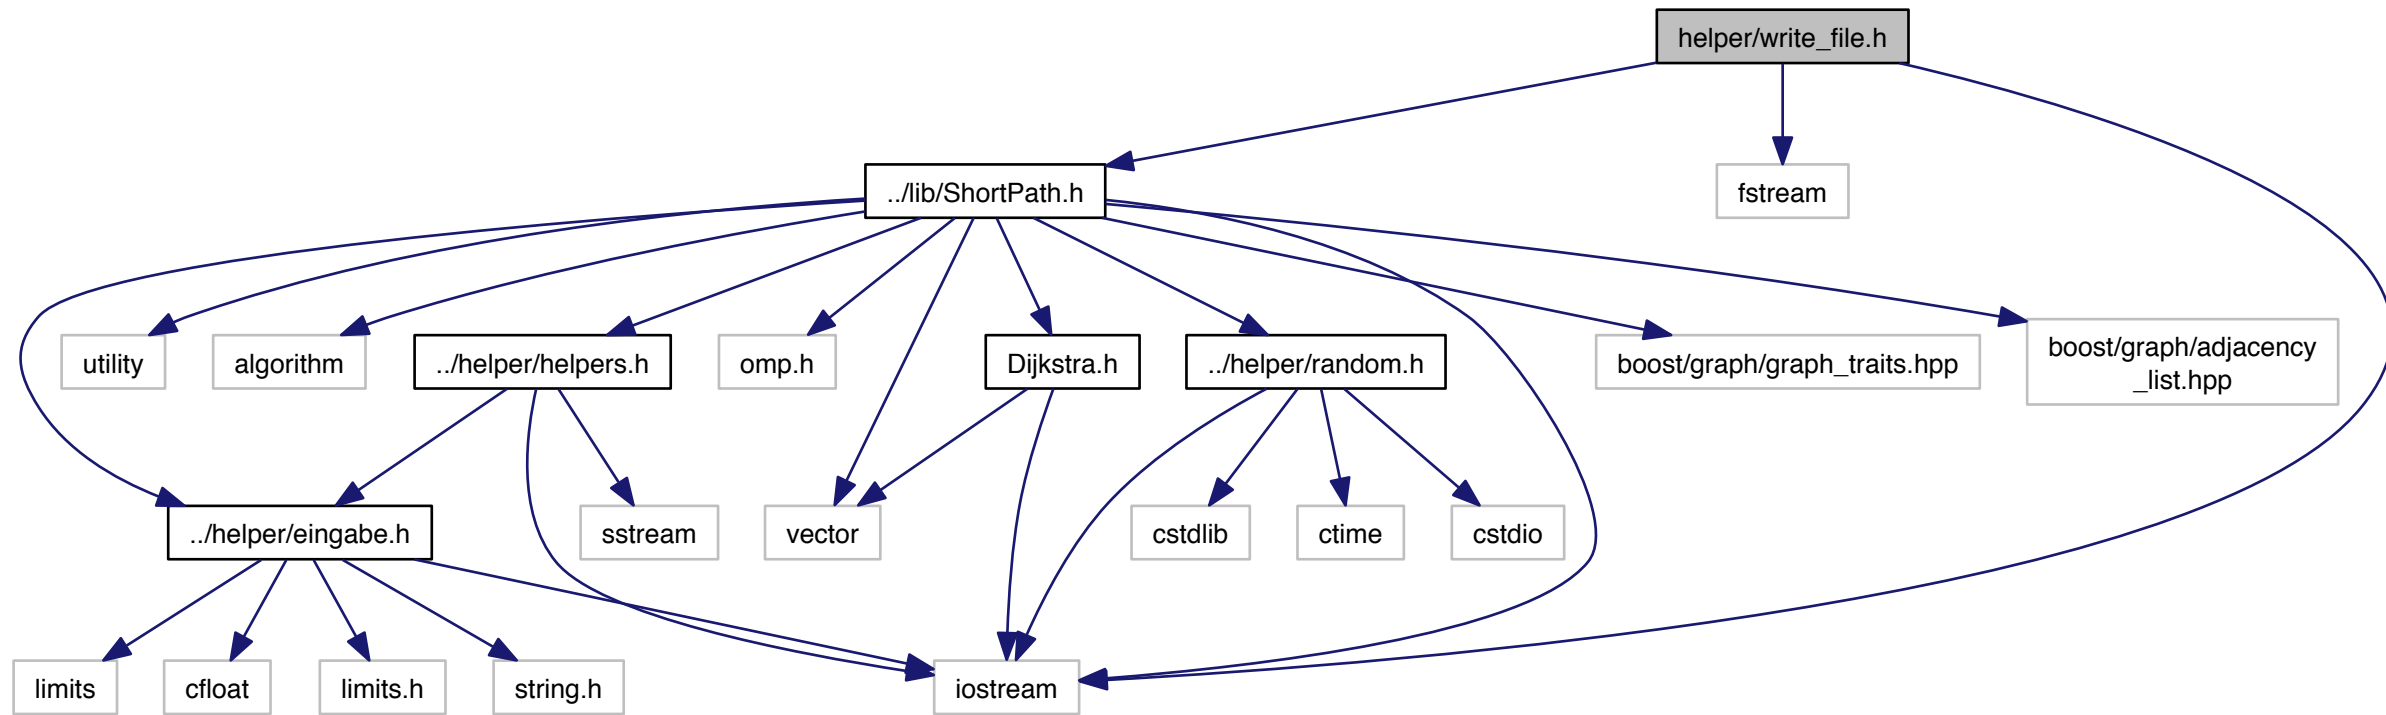 helper/write_file.h
../lib/ShortPath.h
fstream
utility
algorithm
../helper/helpers.h
omp.h
Dijkstra.h
../helper/random.h
boost/graph/graph_traits.hpp
boost/graph/adjacency
_list.hpp
../helper/eingabe.h
sstream
vector
cstdlib
ctime
cstdio
limits
cfloat
limits.h
string.h
iostream